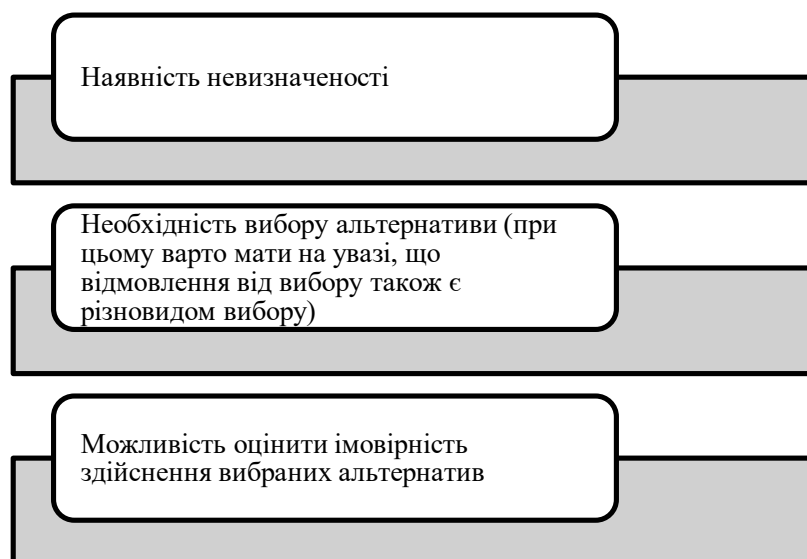 Наявність невизначеності
Необхідність вибору альтернативи (при
цьому варто мати на увазі, що
відмовлення від вибору також є
різновидом вибору)
Можливість оцінити імовірність
здійснення вибраних альтернатив